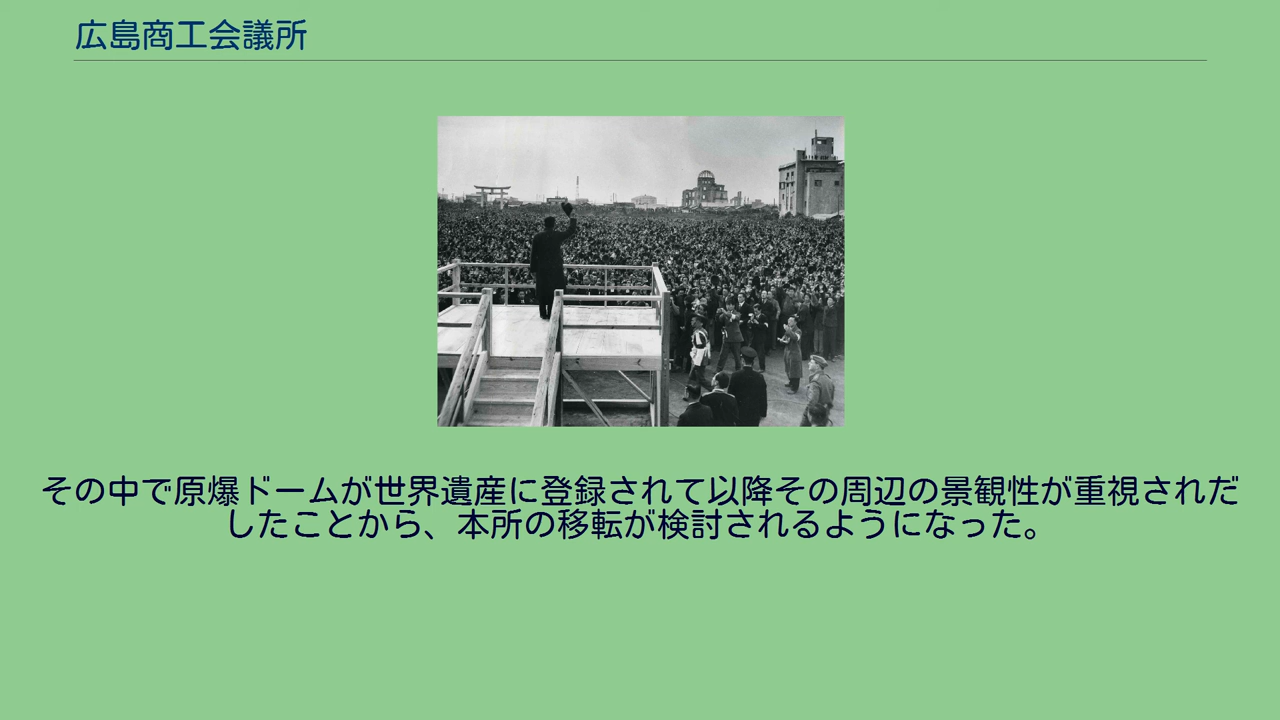 広島商工会議所
その中で原爆ドームが世界遺産に登録されて以降その周辺の景観性が重視されだ
したことから、本所の移転が検討されるようになった。